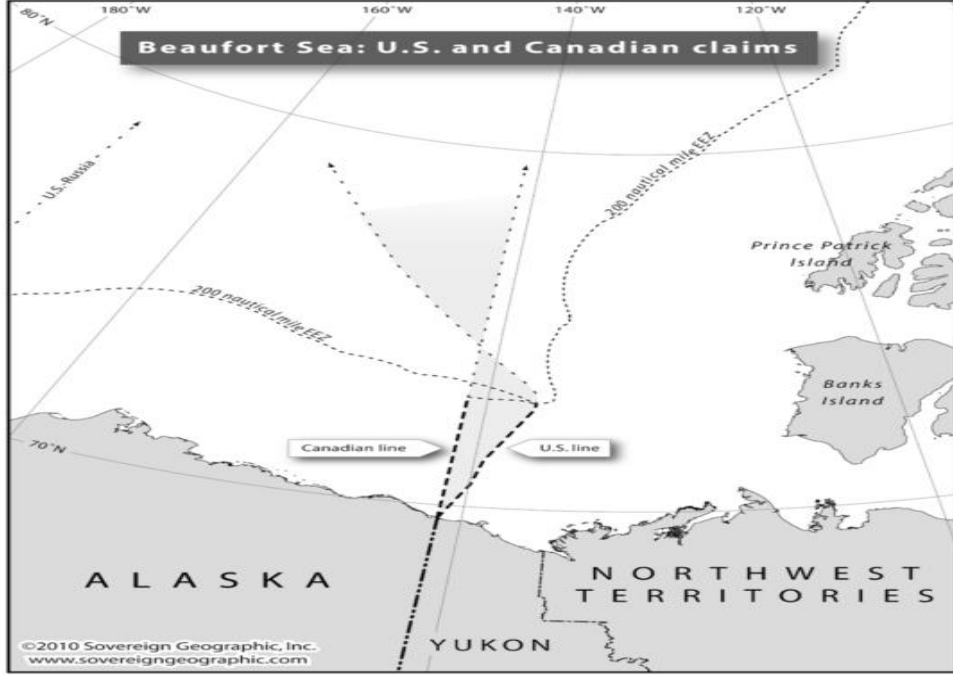 80°N
180°W
160°W
140°W
120°W
Beaufort Sea: U.S. and Canadian claims
U.S.-Russia
200 nautical mile EEZ
Prince Patrick
Island
200 nautical mile EEZ
Banks
Island
70°N
Canadian line
U.S. line
ALASKA
NORTHWEST
TERRITORIES
YUKON
©2010 Sovereign Geographic, Inc.
www.sovereigngeographic.com